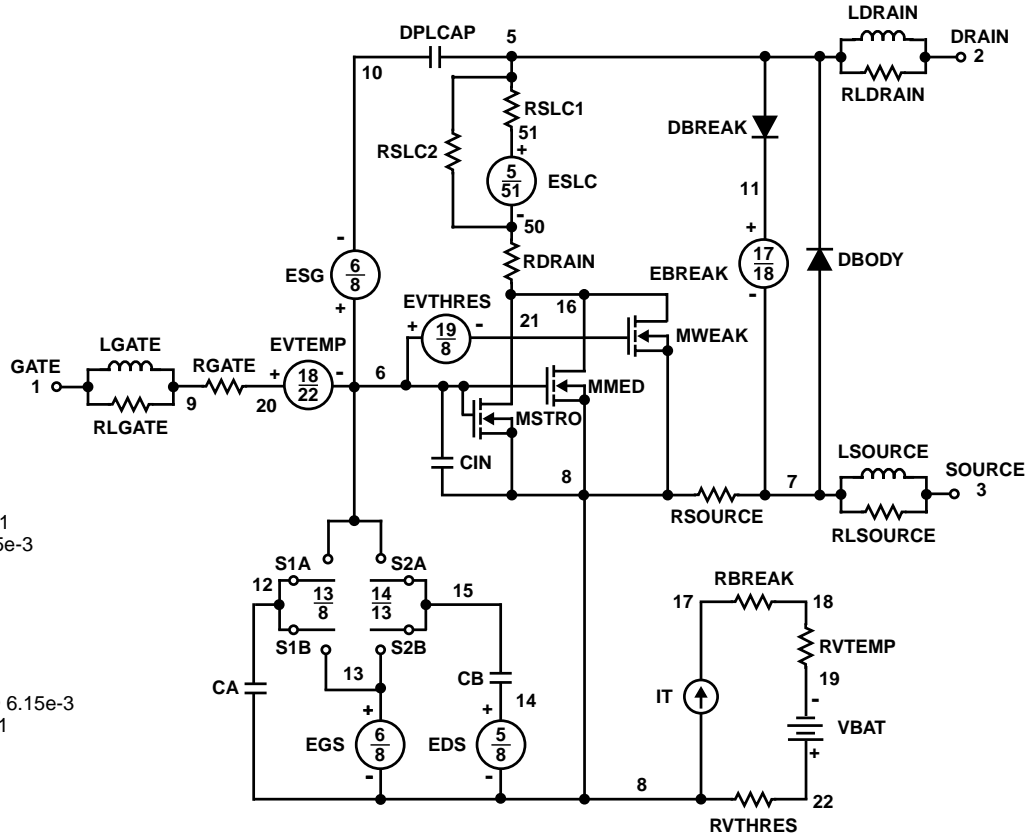 LDRAIN
DPLCAP
5
DRAIN
2
10
RLDRAIN
RSLC1
51
+
RSLC2
5
51
ESLC
-
50
DBREAK
11
+
17
18
EBREAK
-
DBODY
-
6
8
ESG
+
RDRAIN
EVTHRES
+
19
8
-
16
21
MWEAK
LGATE
GATE
1
RLGATE
9
RGATE
20
EVTEMP
+
18
22
-
6
MMED
MSTRO
CIN
8
LSOURCE
7
SOURCE
3
RSOURCE
RLSOURCE
1
5e-3
6.15e-3
1
S1A
S2A
12
13
8
14
13
15
S1B
S2B
13
CA
CB
14
+
EGS
6
8
-
+
EDS
5
8
-
8
RBREAK
17
18
RVTEMP
19
-
IT
VBAT
+
22
RVTHRES